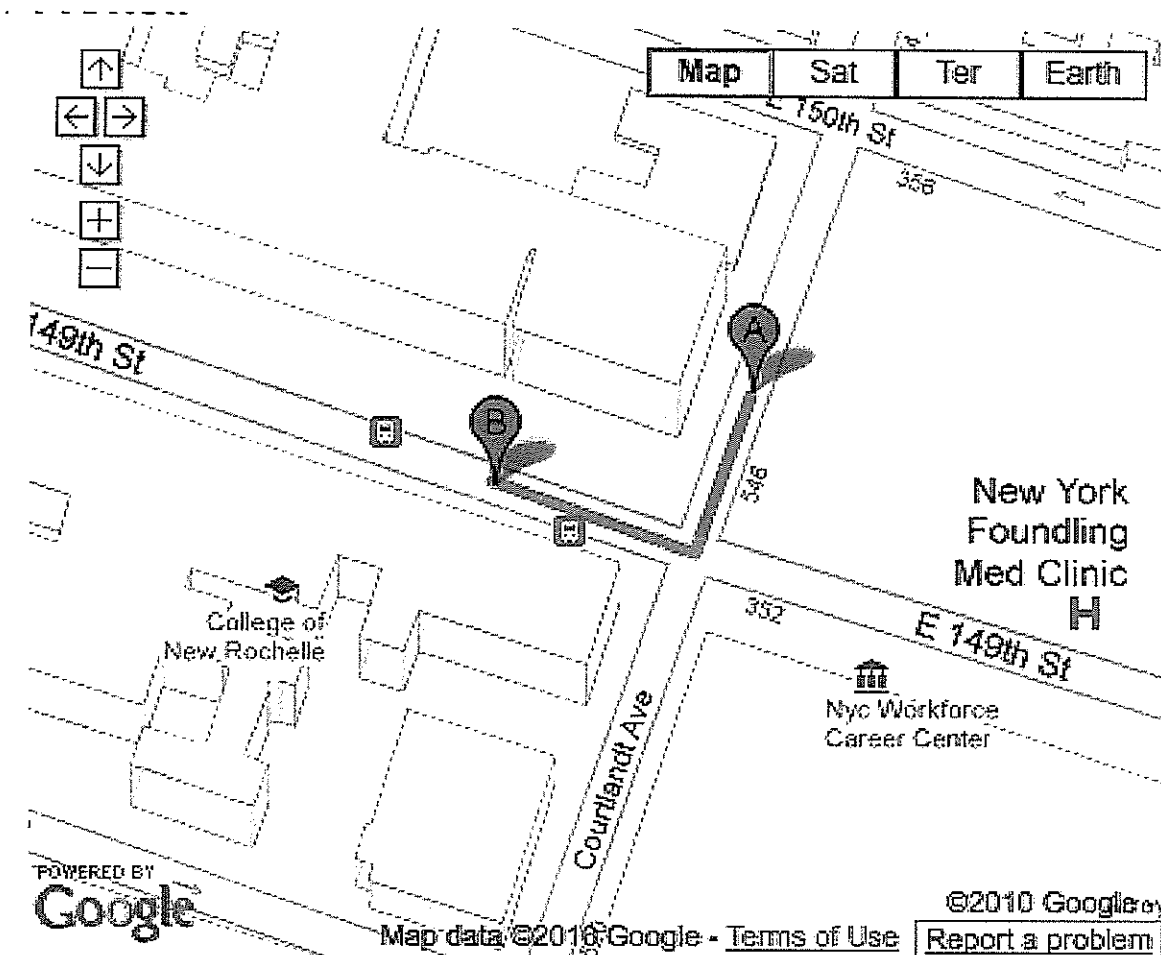 Map
Sat
Ter
Earth
E 150th St
356
149th St
A
B
546
New York
Foundling
Med Clinic
H
College of
New Rochelle
352
E 149th St
Nyc Workforce
Career Center
Courtlandt Ave
POWERED BY
Google
©2010 Google
Map data ©2010 Google - Terms of Use
Report a problem